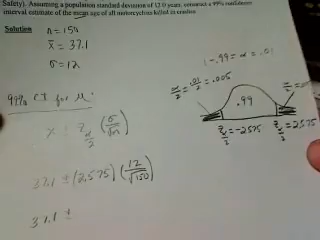 Safety). Assuming a population standard deviation of 12.0 years, construct a 99% confidence
interval estimate of the mean age of all motorcyclists killed in crashes
Solution
n = 150
x̄ = 37.1
σ = 12
1 - .99 = α = .01
α/2 = .01/2 = .005
.99
z α/2 = -2.575
z α/2 = 2.575
99% CI for μ:
x̄ ± z α/2 (σ/√n)
37.1 ± (2.575) (12/√150)
37.1 ±